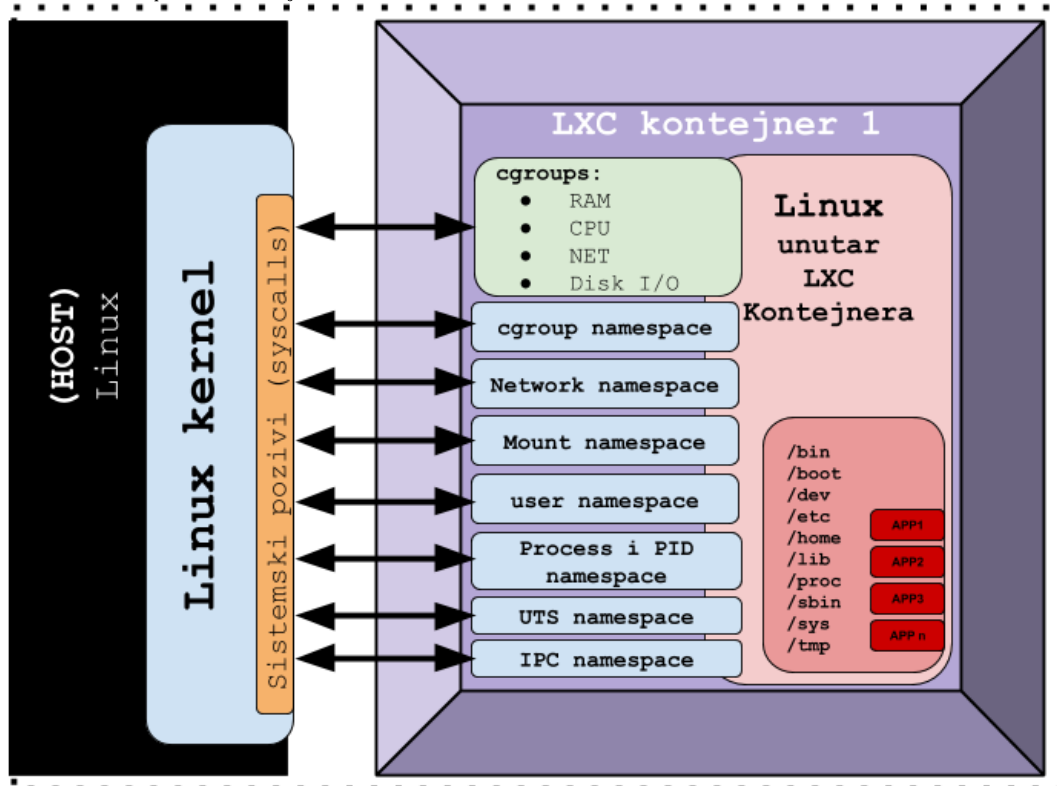 (HOST)
Linux
Linux kernel
Sistemski pozivi (syscalls)
LXC kontejner 1
cgroups:
● RAM
● CPU
● NET
● Disk I/O
cgroup namespace
Network namespace
Mount namespace
user namespace
Process i PID
namespace
UTS namespace
IPC namespace
Linux
unutar
LXC
Kontejnera
/bin
/boot
/dev
/etc
/home
/lib
/proc
/sbin
/sys
/tmp
APP1
APP2
APP3
APP n